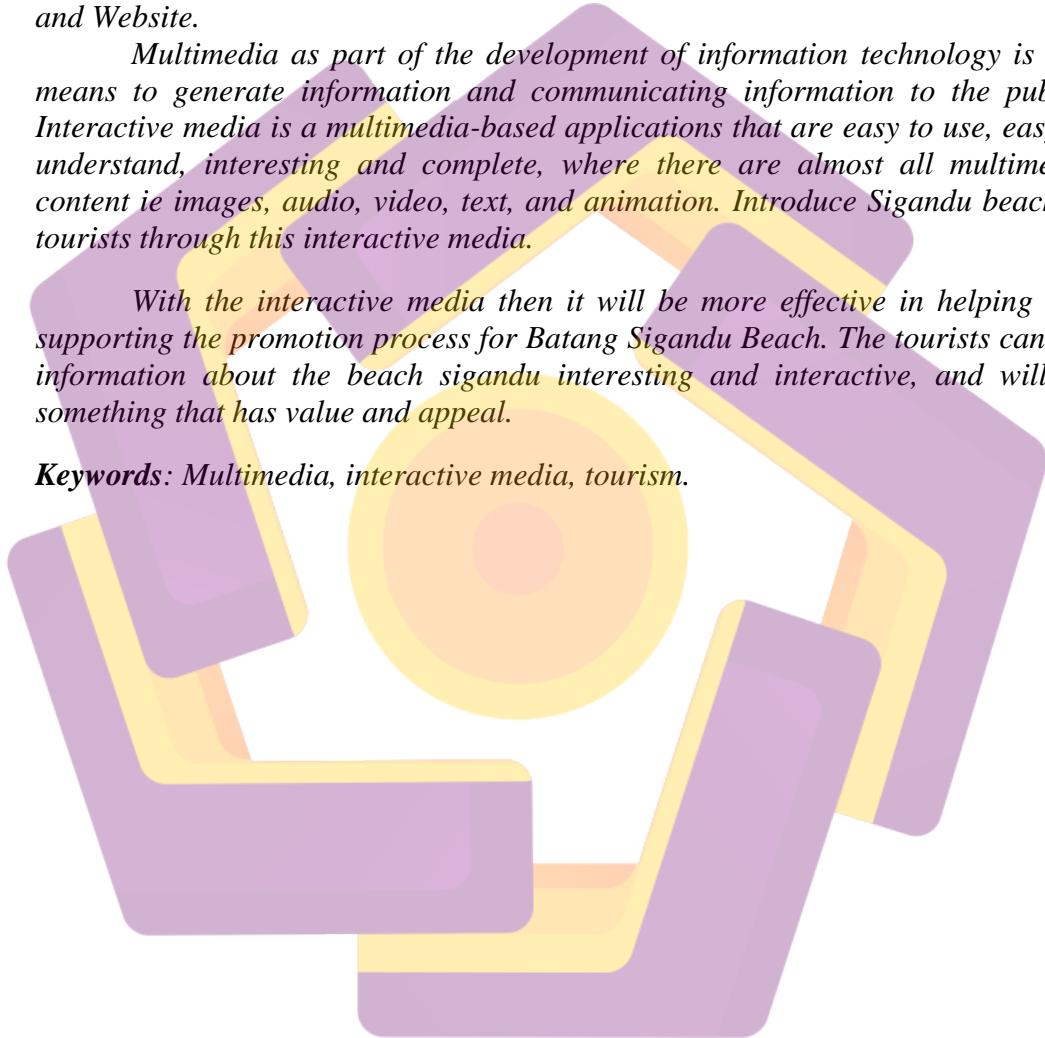 and Website.
Multimedia as part of the development of information technology is
means to generate information and communicating information to the
Interactive media is a multimedia-based applications that are easy to use,
understand, interesting and complete, where there are almost all
content ie images, audio, video, text, and animation. Introduce Sigandu
tourists through this interactive media.
With the interactive media then it will be more effective in helping
supporting the promotion process for Batang Sigandu Beach. The tourists can
information about the beach sigandu interesting and interactive, and will
something that has value and appeal.
Keywords: Multimedia, interactive media, tourism.